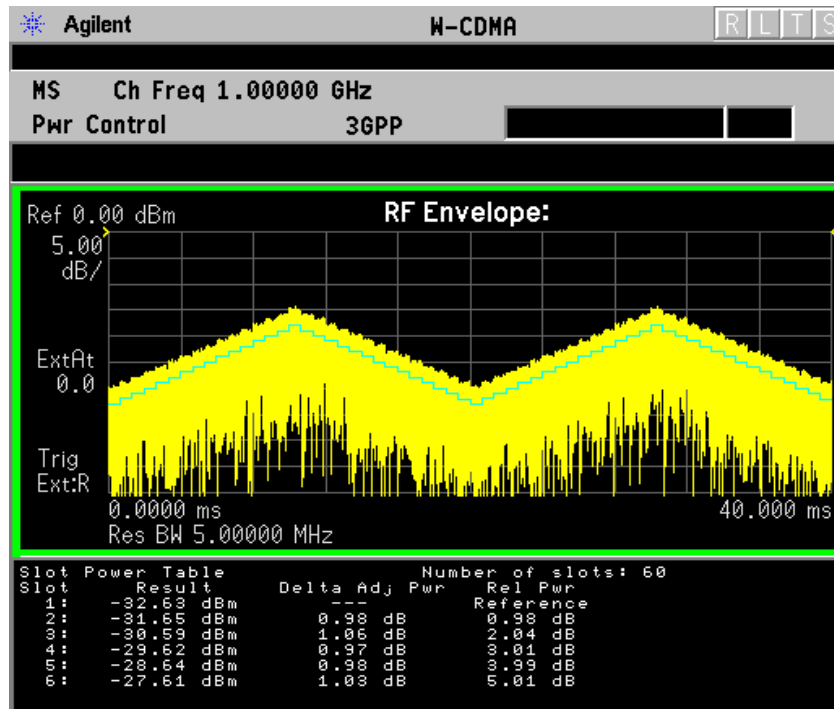 Agilent W-CDMA R L T S
MS Ch Freq 1.00000 GHz
Pwr Control 3GPP
Ref 0.00 dBm RF Envelope:
5.00
dB/
ExtAt
0.0
Trig
Ext:R
0.0000 ms 40.000 ms
Res BW 5.00000 MHz
Slot Power Table Number of slots: 60
Slot Result Delta Adj Pwr Rel Pwr
1: -32.63 dBm --- Reference
2: -31.65 dBm 0.98 dB 0.98 dB
3: -30.59 dBm 1.06 dB 2.04 dB
4: -29.62 dBm 0.97 dB 3.01 dB
5: -28.64 dBm 0.98 dB 3.99 dB
6: -27.61 dBm 1.03 dB 5.01 dB